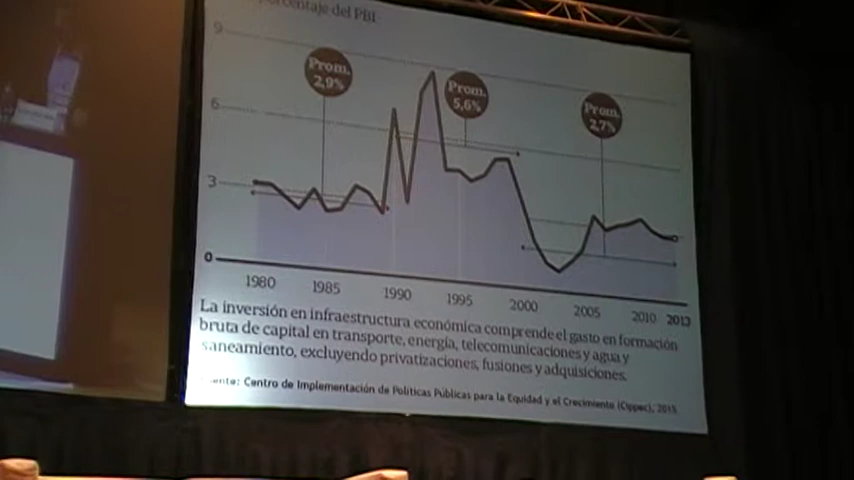 porcentaje del PBI
9
Prom.
2,9%
Prom.
5,6%
Prom.
2,7%
6
3
0
1980 1985 1990 1995 2000 2005 2010 2013
La inversión en infraestructura económica comprende el gasto en formación
bruta de capital en transporte, energía, telecomunicaciones y agua y
saneamiento, excluyendo privatizaciones, fusiones y adquisiciones.
Fuente: Centro de Implementación de Políticas Públicas para la Equidad y el Crecimiento (Cippec), 2015